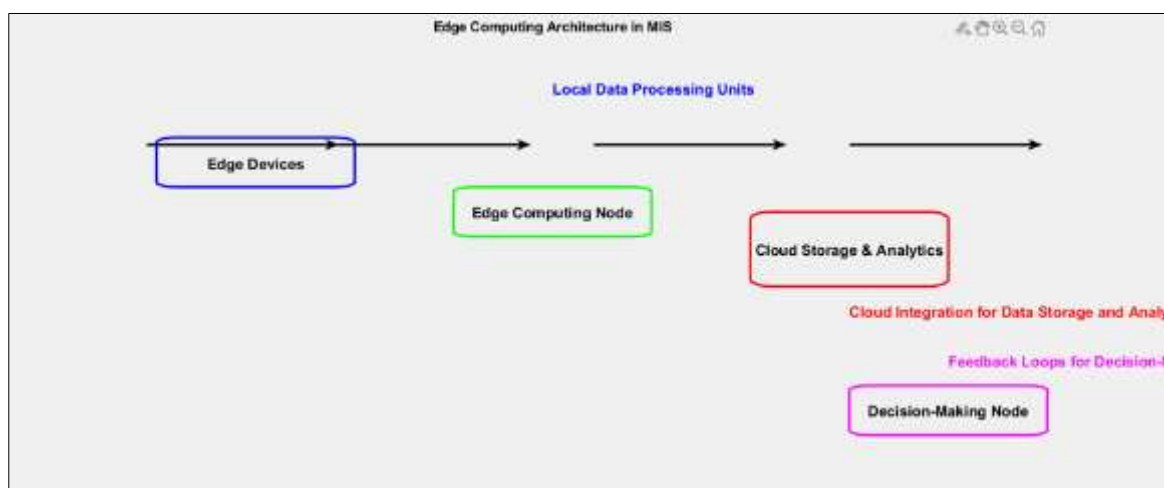 Edge Computing Architecture in MIS
Local Data Processing Units
Edge Devices
Edge Computing Node
Cloud Storage & Analytics
Cloud Integration for Data Storage and Analy
Feedback Loops for Decision-
Decision-Making Node